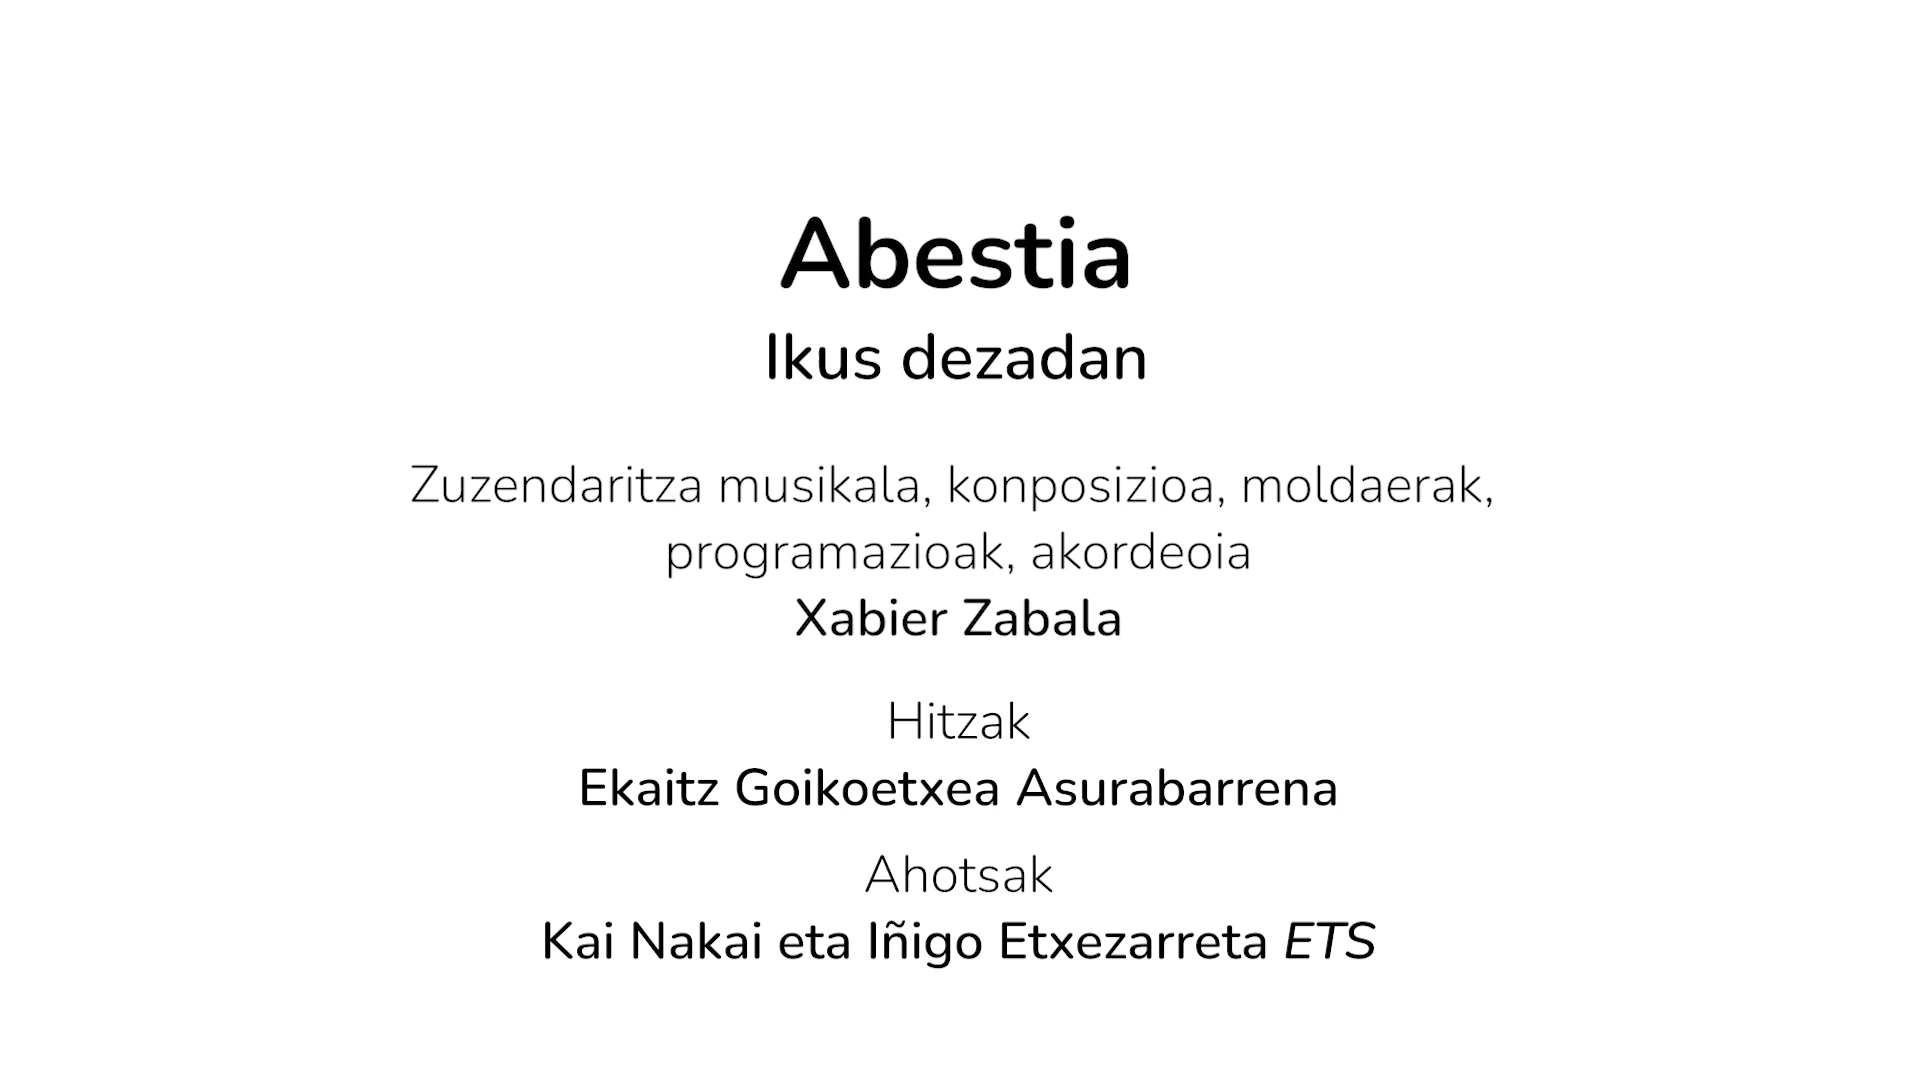 Abestia
Ikus dezadan
Zuzendaritza musikala, konposizioa, moldaerak,
programazioak, akordeoia
Xabier Zabala
Hitzak
Ekaitz Goikoetxea Asurabarrena
Ahotsak
Kai Nakai eta Iñigo Etxezarreta ETS